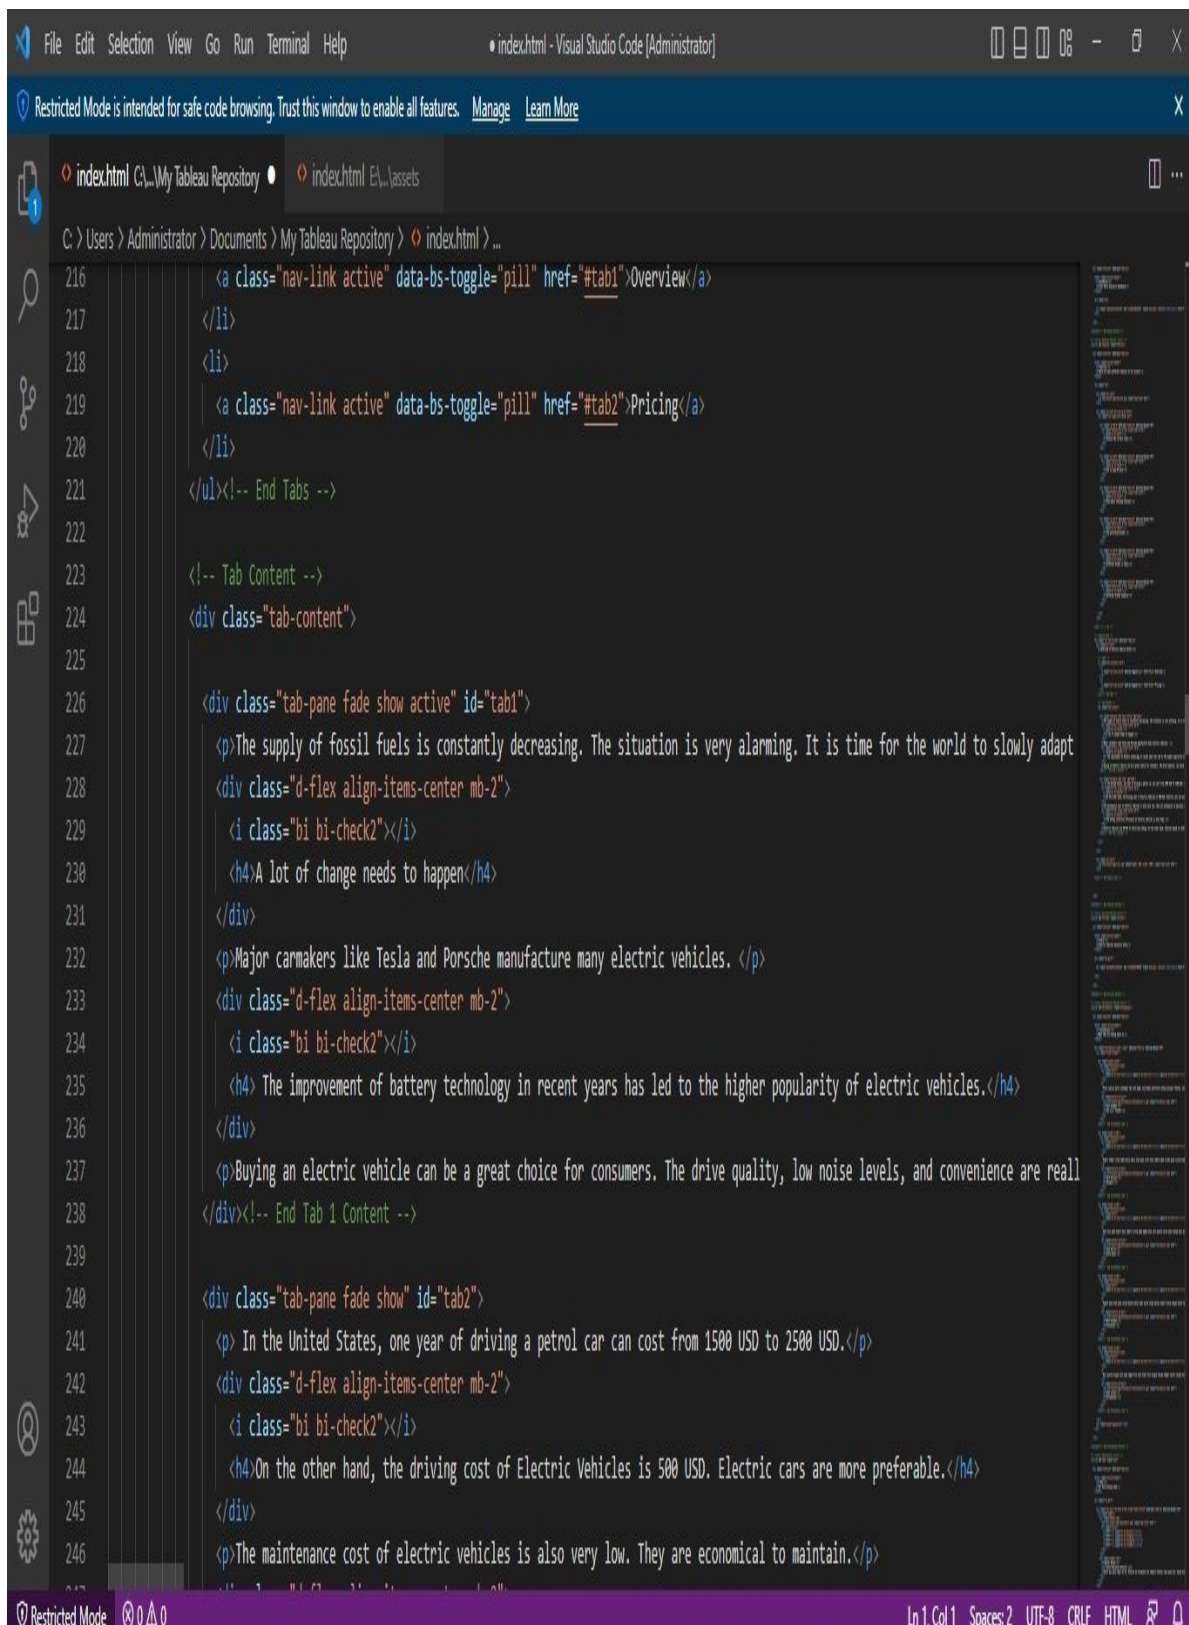 File Edit Selection View Go Run Terminal Help ● index.html - Visual Studio Code [Administrator]
Restricted Mode is intended for safe code browsing. Trust this window to enable all features. Manage Learn More
index.html C:\...\My Tableau Repository ● index.html E:\...\assets
C: > Users > Administrator > Documents > My Tableau Repository > index.html > ...
216 <a class="nav-link active" data-bs-toggle="pill" href="#tab1">Overview</a>
217 </li>
218 <li>
219 <a class="nav-link active" data-bs-toggle="pill" href="#tab2">Pricing</a>
220 </li>
221 </ul><!-- End Tabs -->
222
223 <!-- Tab Content -->
224 <div class="tab-content">
225
226 <div class="tab-pane fade show active" id="tab1">
227 <p>The supply of fossil fuels is constantly decreasing. The situation is very alarming. It is time for the world to slowly adapt
228 <div class="d-flex align-items-center mb-2">
229 <i class="bi bi-check2"></i>
230 <h4>A lot of change needs to happen</h4>
231 </div>
232 <p>Major carmakers like Tesla and Porsche manufacture many electric vehicles. </p>
233 <div class="d-flex align-items-center mb-2">
234 <i class="bi bi-check2"></i>
235 <h4> The improvement of battery technology in recent years has led to the higher popularity of electric vehicles.</h4>
236 </div>
237 <p>Buying an electric vehicle can be a great choice for consumers. The drive quality, low noise levels, and convenience are reall
238 </div><!-- End Tab 1 Content -->
239
240 <div class="tab-pane fade show" id="tab2">
241 <p> In the United States, one year of driving a petrol car can cost from 1500 USD to 2500 USD.</p>
242 <div class="d-flex align-items-center mb-2">
243 <i class="bi bi-check2"></i>
244 <h4>On the other hand, the driving cost of Electric Vehicles is 500 USD. Electric cars are more preferable.</h4>
245 </div>
246 <p>The maintenance cost of electric vehicles is also very low. They are economical to maintain.</p>
Restricted Mode 0 0 Ln 1, Col 1 Spaces: 2 UTF-8 CRLF HTML